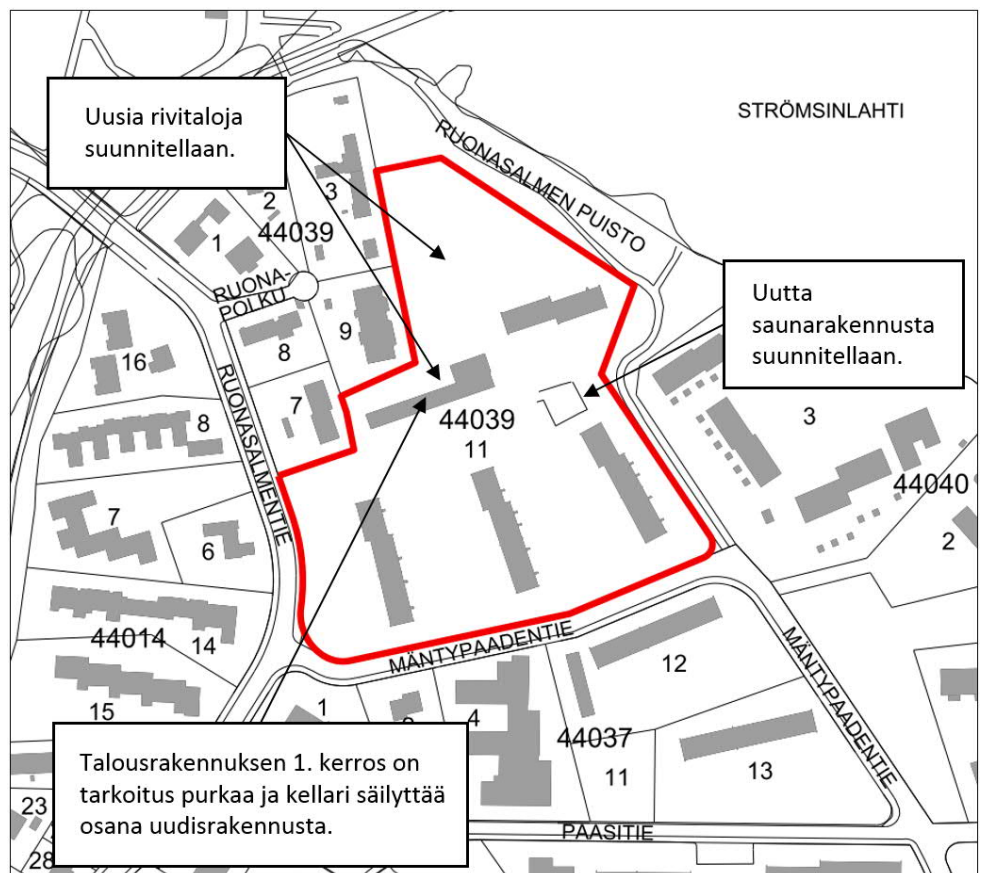 Uusia rivitaloja
suunnitellaan.
STRÖMSINLAHTI
RUONASALMEN PUISTO
3
2
1
44039
RUONA-
POLKU
9
8
7
Uutta
saunarakennusta
suunnitellaan.
16
8
RUONASALMENTIE
44039
11
3
44040
2
7
6
44014
14
15
MÄNTYPAADENTIE
MÄNTYPAADENTIE
12
1
4
44037
11
13
Talousrakennuksen 1. kerros on
tarkoitus purkaa ja kellari säilyttää
osana uudisrakennusta.
23
28
PAASITIE